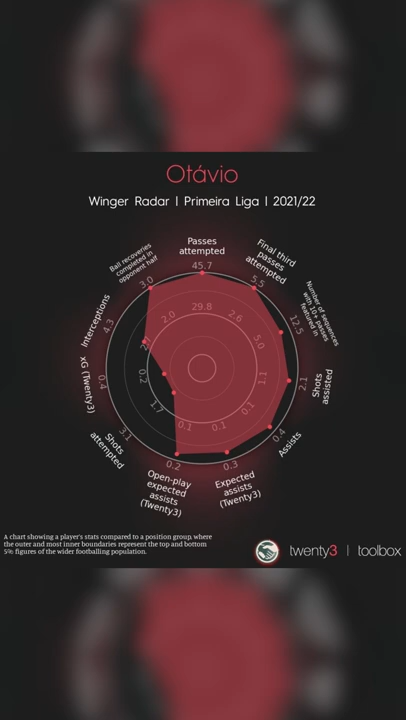 Otávio
Winger Radar | Primeira Liga | 2021/22
Passes
attempted
45.7
Final third
passes
attempted
5.5
Number of sequences
with 10+ passes
featured in
12.5
Shots
assisted
2.1
Assists
0.4
Expected
assists
(Twenty3)
0.3
Open-play
expected
assists
(Twenty3)
0.2
Shots
attempted
3.1
xG (Twenty3)
0.4
Interceptions
4.3
Ball recoveries
completed in
opponent half
3.0
29.8
2.6
5.0
1.1
0.1
0.1
0.1
1.7
0.2
2.0
A chart showing a player's stats compared to a position group, where
the outer and most inner boundaries represent the top and bottom
5% figures of the wider footballing population.
twenty3 | toolbox